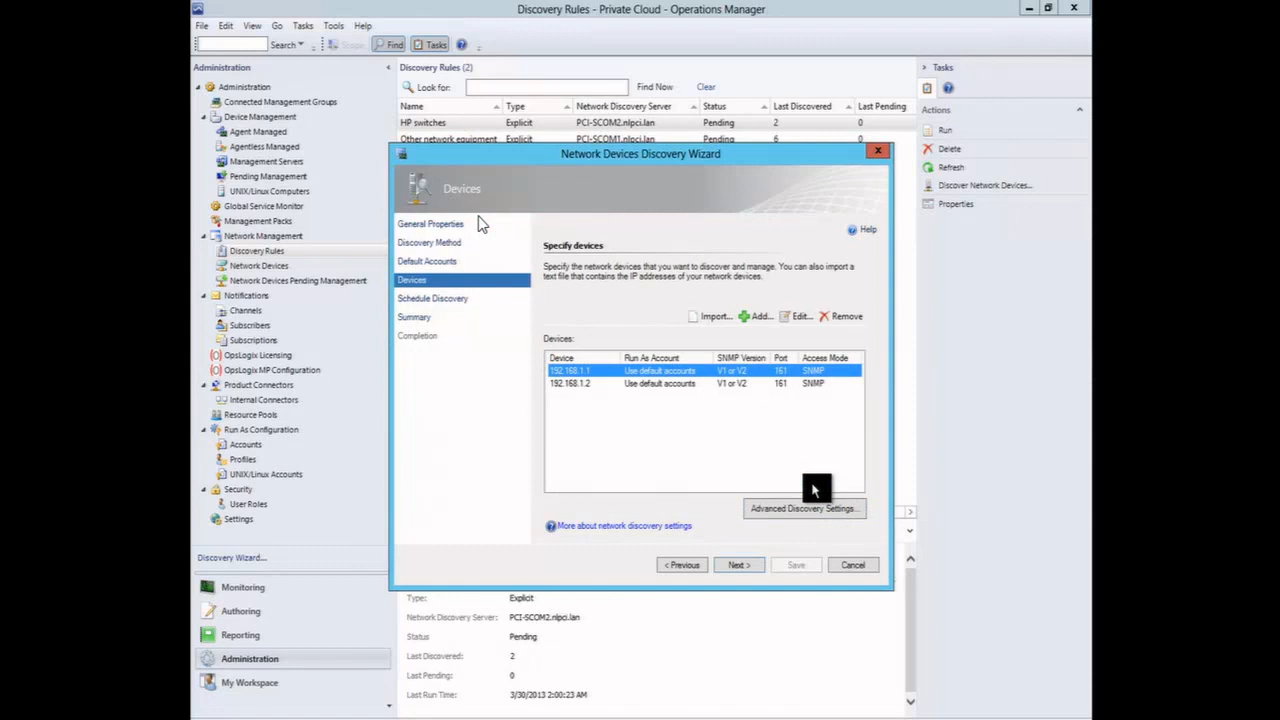 Discovery Rules - Private Cloud - Operations Manager
File Edit View Go Tasks Tools Help
Search Find Tasks
Administration
Administration
Connected Management Groups
Device Management
Agent Managed
Agentless Managed
Management Servers
Pending Management
UNIX/Linux Computers
Global Service Monitor
Management Packs
Network Management
Discovery Rules
Network Devices
Network Devices Pending Management
Notifications
Channels
Subscribers
Subscriptions
OpsLogix Licensing
OpsLogix MP Configuration
Product Connectors
Internal Connectors
Resource Pools
Run As Configuration
Accounts
Profiles
UNIX/Linux Accounts
Security
User Roles
Settings
Discovery Wizard...
Monitoring
Authoring
Reporting
Administration
My Workspace
Discovery Rules (2)
Look for: Find Now Clear
Name Type Network Discovery Server Status Last Discovered Last Pending
HP switches Explicit PCI-SCOM2.nlpci.lan Pending 2 0
Other network equipment Explicit PCI-SCOM1.nlpci.lan Pending 6 0
Network Devices Discovery Wizard
Devices
General Properties
Discovery Method
Default Accounts
Devices
Schedule Discovery
Summary
Completion
Help
Specify devices
Specify the network devices that you want to discover and manage. You can also import a
text file that contains the IP addresses of your network devices.
Import... Add... Edit... Remove
Devices:
Device Run As Account SNMP Version Port Access Mode
192.168.1.1 Use default accounts V1 or V2 161 SNMP
192.168.1.2 Use default accounts V1 or V2 161 SNMP
Advanced Discovery Settings...
More about network discovery settings
< Previous Next > Save Cancel
Type: Explicit
Network Discovery Server: PCI-SCOM2.nlpci.lan
Status Pending
Last Discovered: 2
Last Pending: 0
Last Run Time: 3/30/2013 2:00:23 AM
Tasks
Actions
Run
Delete
Refresh
Discover Network Devices...
Properties